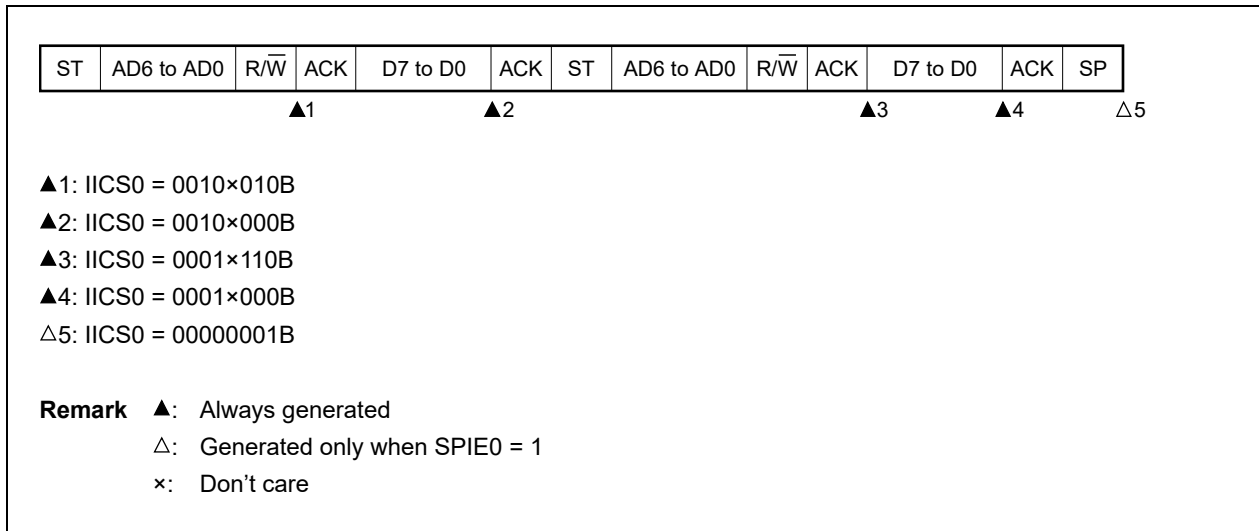 ST AD6 to AD0 R/W̅ ACK D7 to D0 ACK ST AD6 to AD0 R/W̅ ACK D7 to D0 ACK SP
▲1 ▲2 ▲3 ▲4 △5
▲1: IICS0 = 0010×010B
▲2: IICS0 = 0010×000B
▲3: IICS0 = 0001×110B
▲4: IICS0 = 0001×000B
△5: IICS0 = 00000001B
Remark ▲: Always generated
△: Generated only when SPIE0 = 1
×: Don’t care